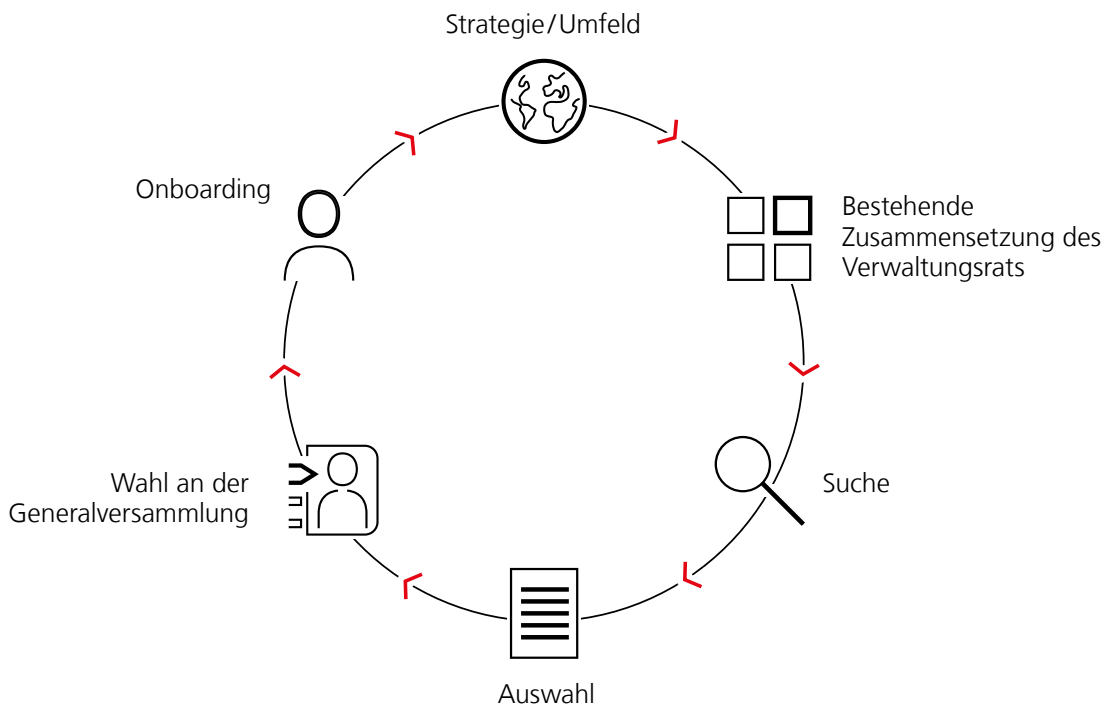 Strategie/Umfeld
Bestehende
Zusammensetzung des
Verwaltungsrats
Suche
Auswahl
Wahl an der
Generalversammlung
Onboarding